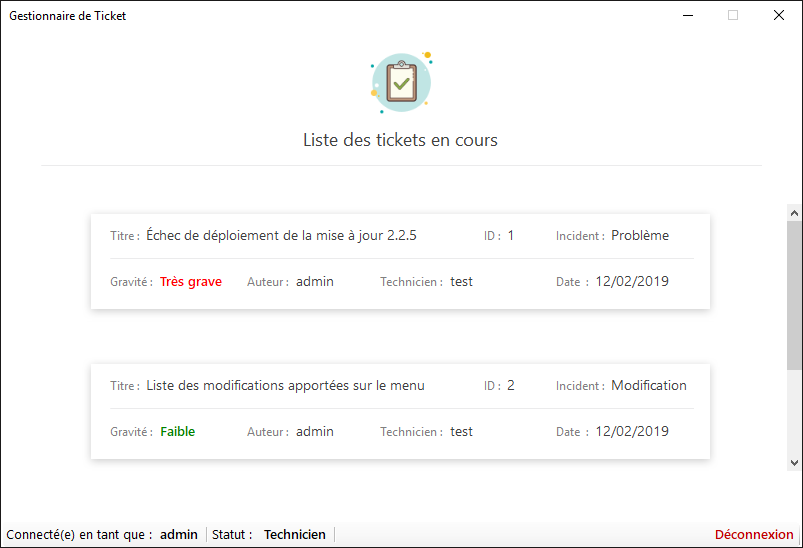 Gestionnaire de Ticket
Liste des tickets en cours
Titre : Échec de déploiement de la mise à jour 2.2.5 ID : 1 Incident : Problème
Gravité : Très grave Auteur : admin Technicien : test Date : 12/02/2019
Titre : Liste des modifications apportées sur le menu ID : 2 Incident : Modification
Gravité : Faible Auteur : admin Technicien : test Date : 12/02/2019
Connecté(e) en tant que : admin Statut : Technicien Déconnexion